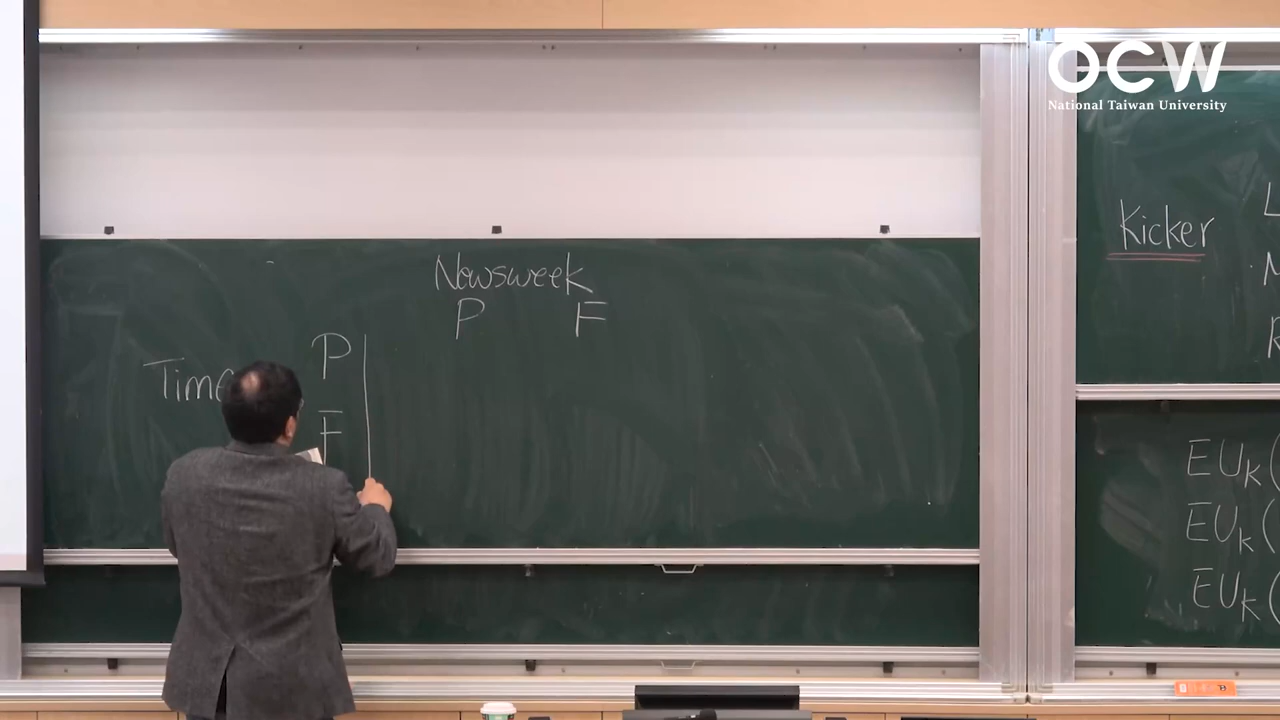 OCW
National Taiwan University
Kicker
Newsweek
P F
P
Time
F
EUK(
EUK(
EUK(